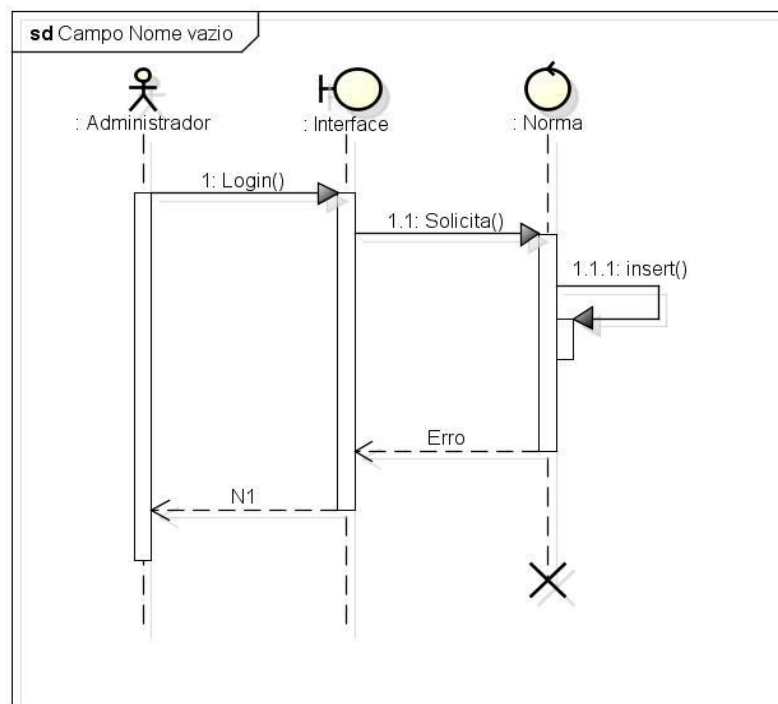 sd Campo Nome vazio
: Administrador
: Interface
: Norma
1: Login()
1.1: Solicita()
1.1.1: insert()
Erro
N1